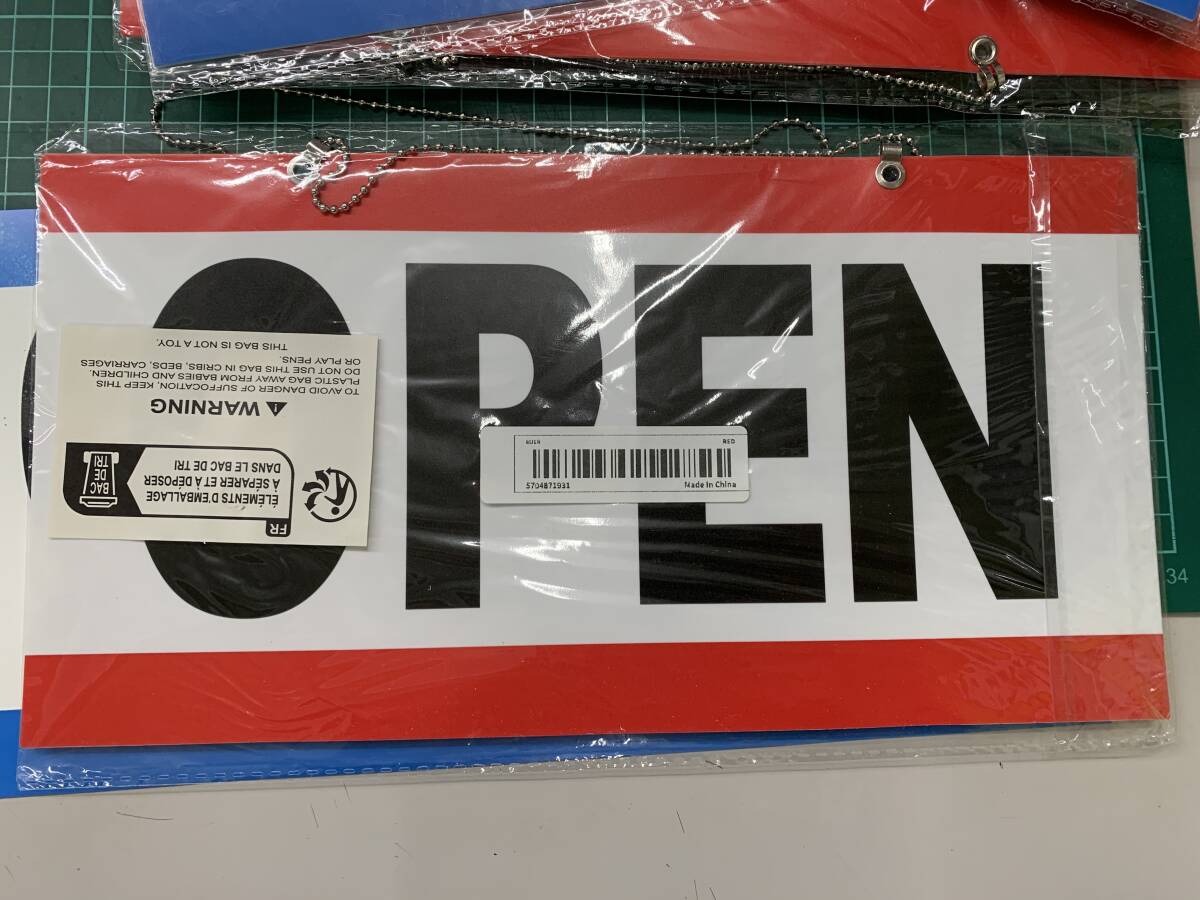 OPEN
WARNING
TO AVOID DANGER OF SUFFOCATION, KEEP THIS
PLASTIC BAG AWAY FROM BABIES AND CHILDREN.
DO NOT USE THIS BAG IN CRIBS, BEDS, CARRIAGES
OR PLAY PENS.
THIS BAG IS NOT A TOY.
FR
ÉLÉMENTS D'EMBALLAGE
À SÉPARER ET À DÉPOSER
DANS LE BAC DE TRI
BAC
DE
TRI
RED
5704871931
Made In China
34